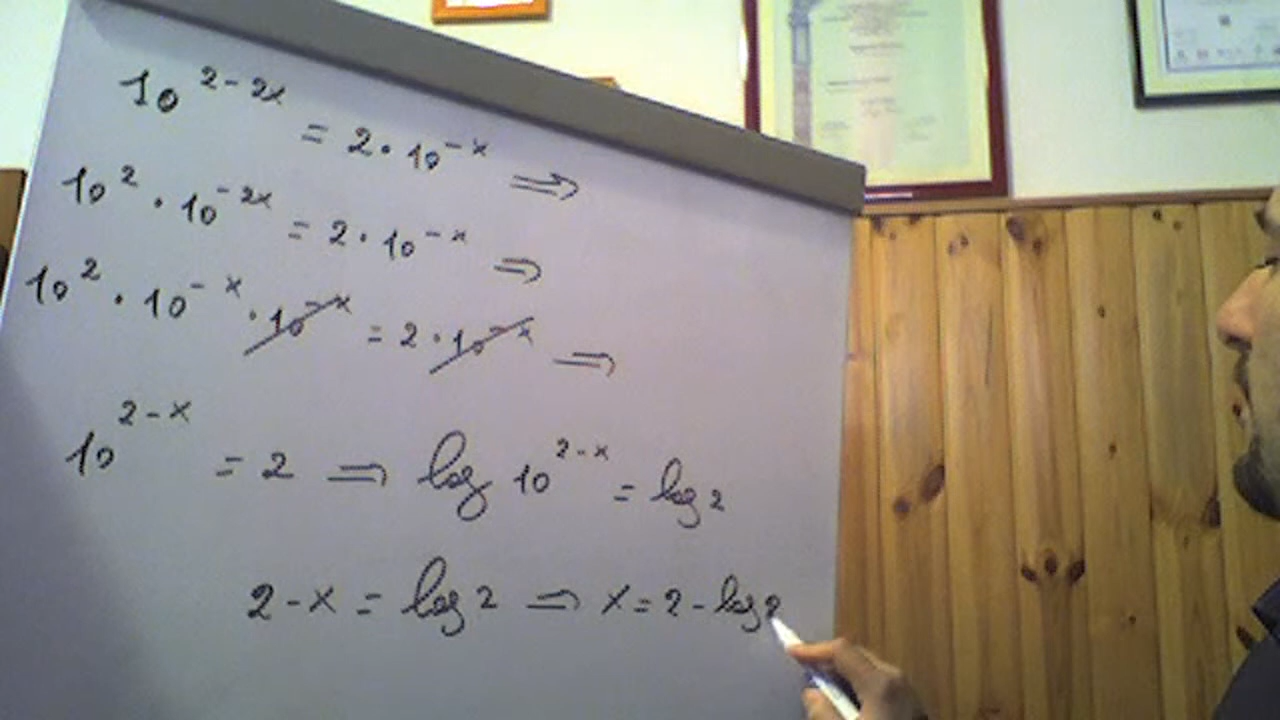 10^{2-2x} = 2 · 10^{-x} ⇒
10^{2} · 10^{-2x} = 2 · 10^{-x} ⇒
10^{2} · 10^{-x} · 10^{-x} = 2 · 10^{-x} ⇒
10^{2-x} = 2 ⇒ log 10^{2-x} = log 2
2 - x = log 2 ⇒ x = 2 - log 2